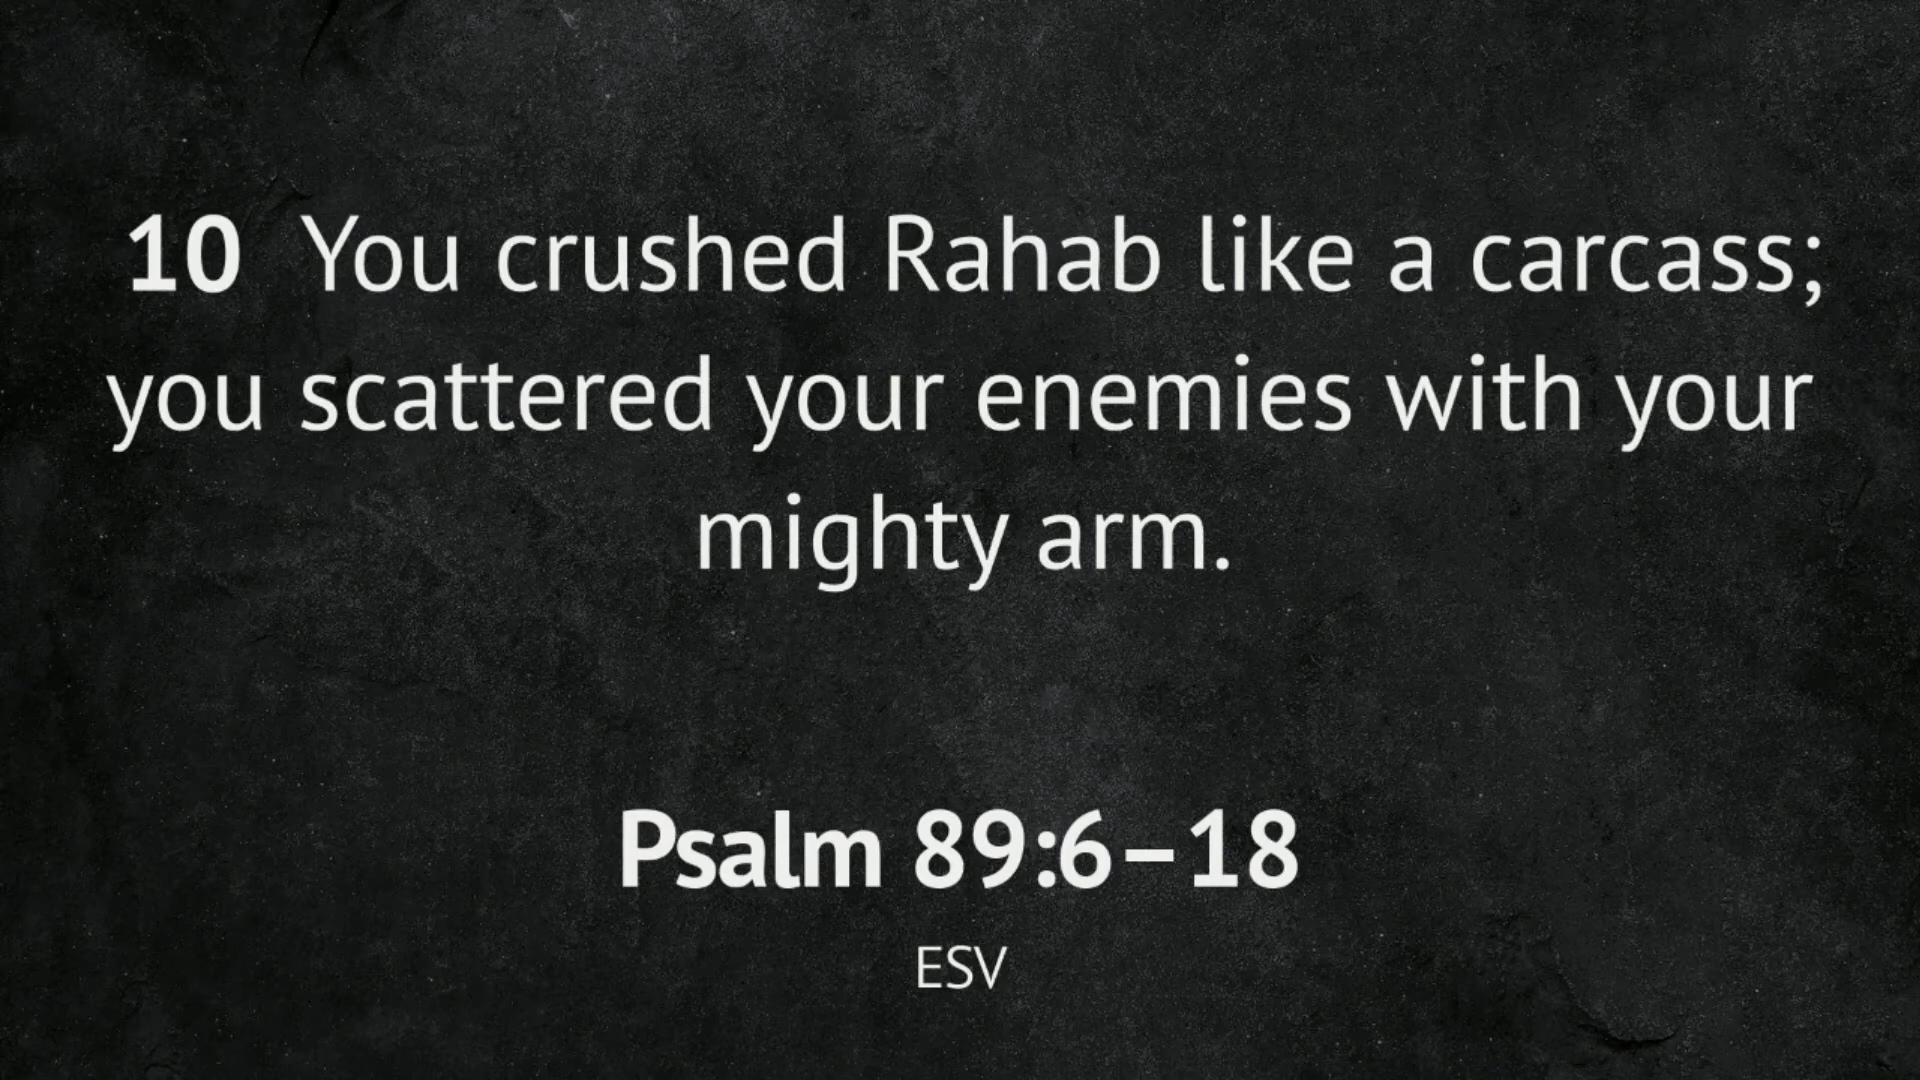 10 You crushed Rahab like a carcass;
you scattered your enemies with your
mighty arm.
Psalm 89:6–18
ESV